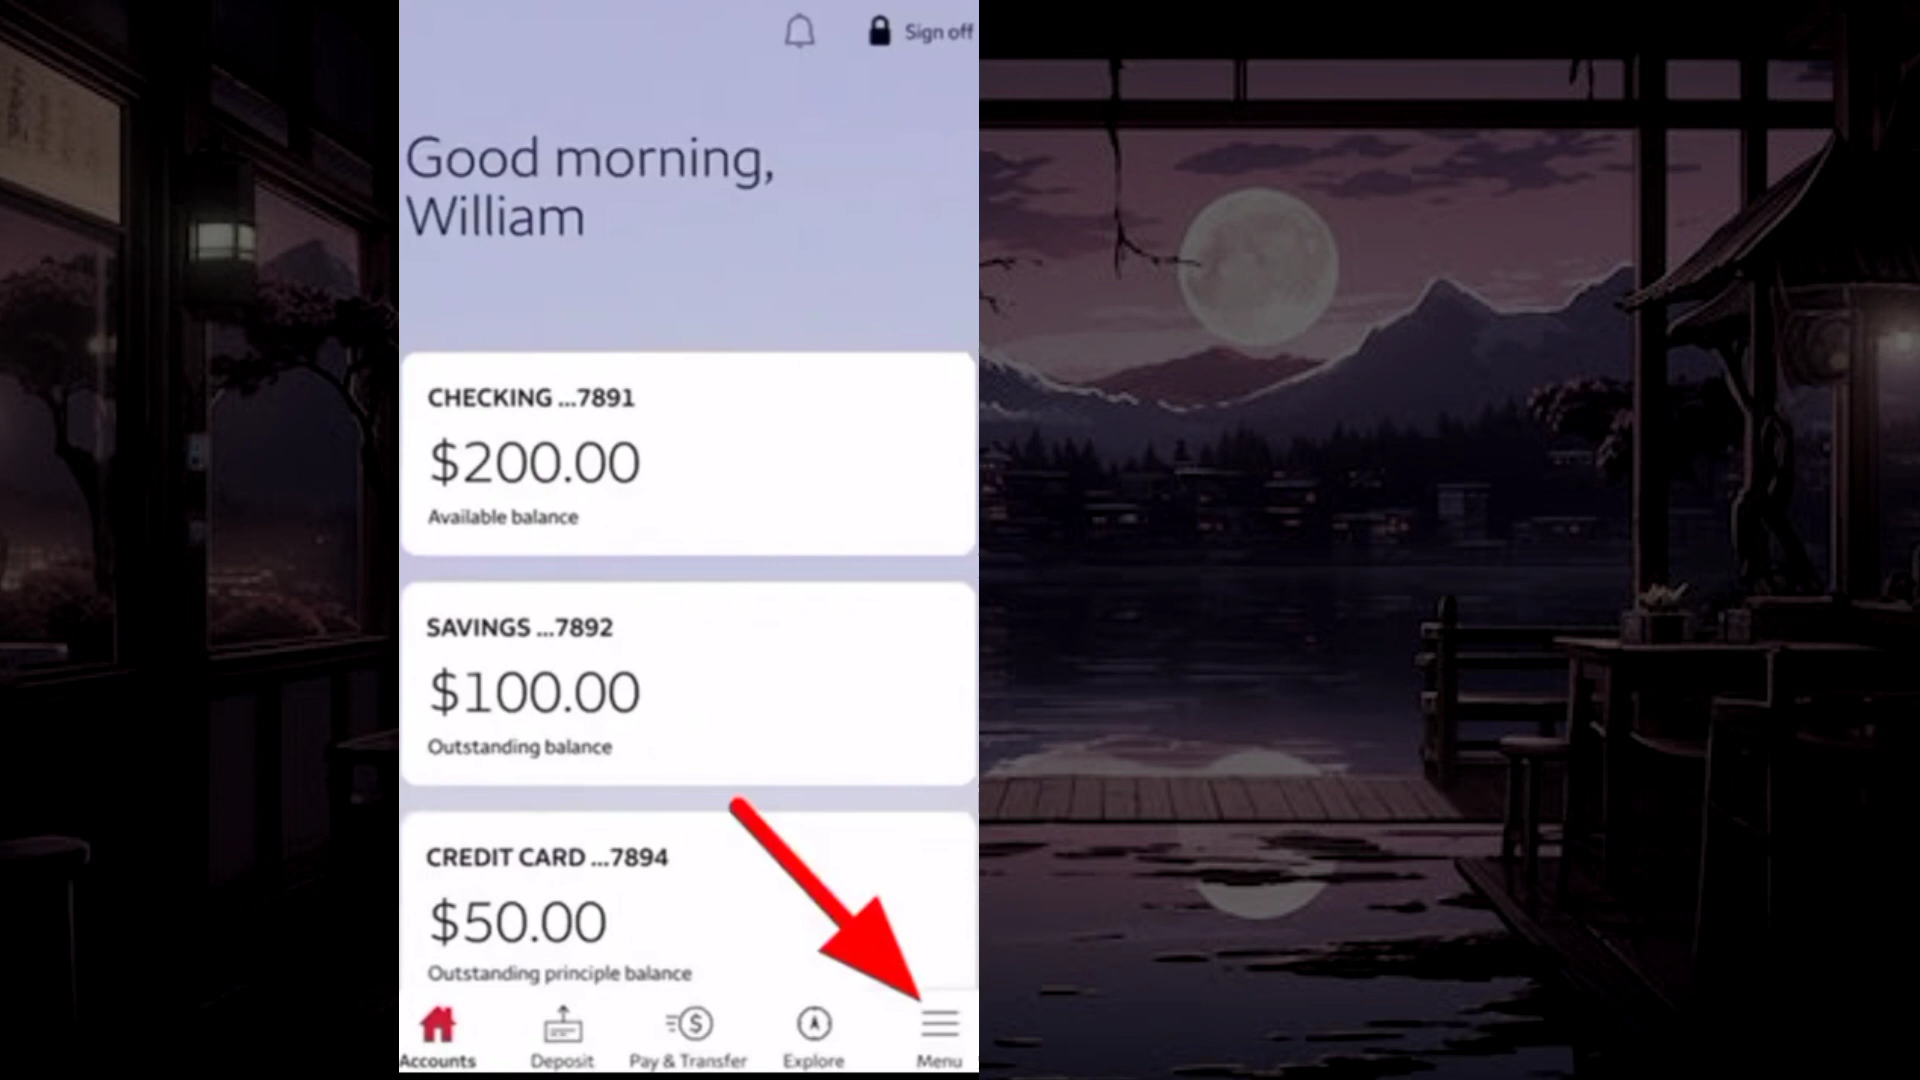 Sign off
Good morning,
William
CHECKING ...7891
$200.00
Available balance
SAVINGS ...7892
$100.00
Outstanding balance
CREDIT CARD ...7894
$50.00
Outstanding principle balance
Accounts
Deposit
Pay & Transfer
Explore
Menu